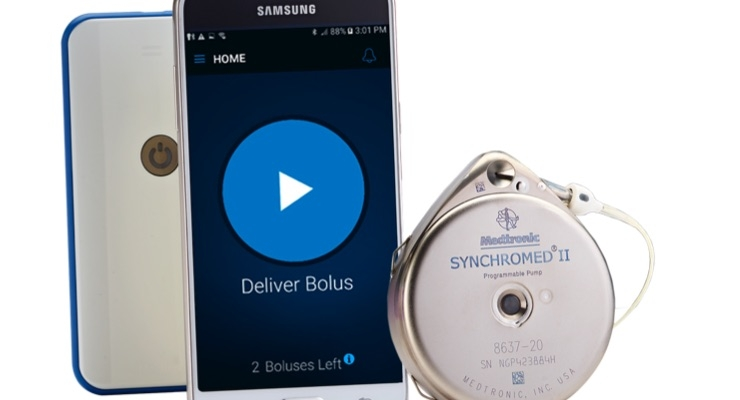 SAMSUNG
88% 3:01 PM
HOME
Deliver Bolus
2 Boluses Left
Medtronic
SYNCHROMED® II
Programmable Pump
8637-20
SN NGP423884H
MEDTRONIC, INC. USA